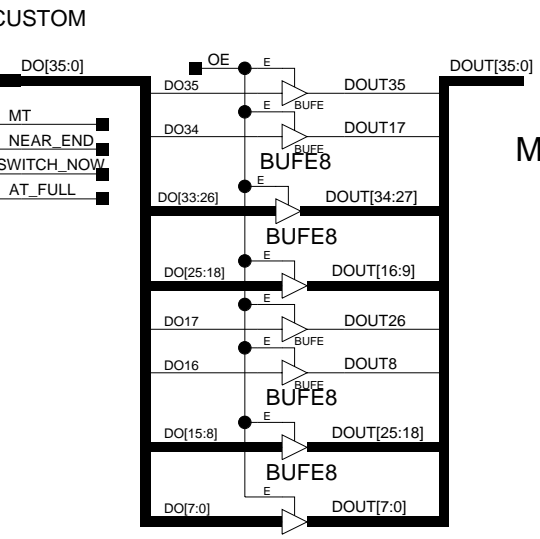 CUSTOM
DO[35:0]
OE
E
DOUT[35:0]
DO35
DOUT35
MT
E
BUFE
DO34
DOUT17
NEAR_END
BUFE
M
SWITCH_NOW
BUFE8
AT_FULL
E
DO[33:26]
DOUT[34:27]
BUFE8
E
DO[25:18]
DOUT[16:9]
E
DO17
DOUT26
E
BUFE
DO16
DOUT8
BUFE
BUFE8
E
DO[15:8]
DOUT[25:18]
BUFE8
E
DO[7:0]
DOUT[7:0]